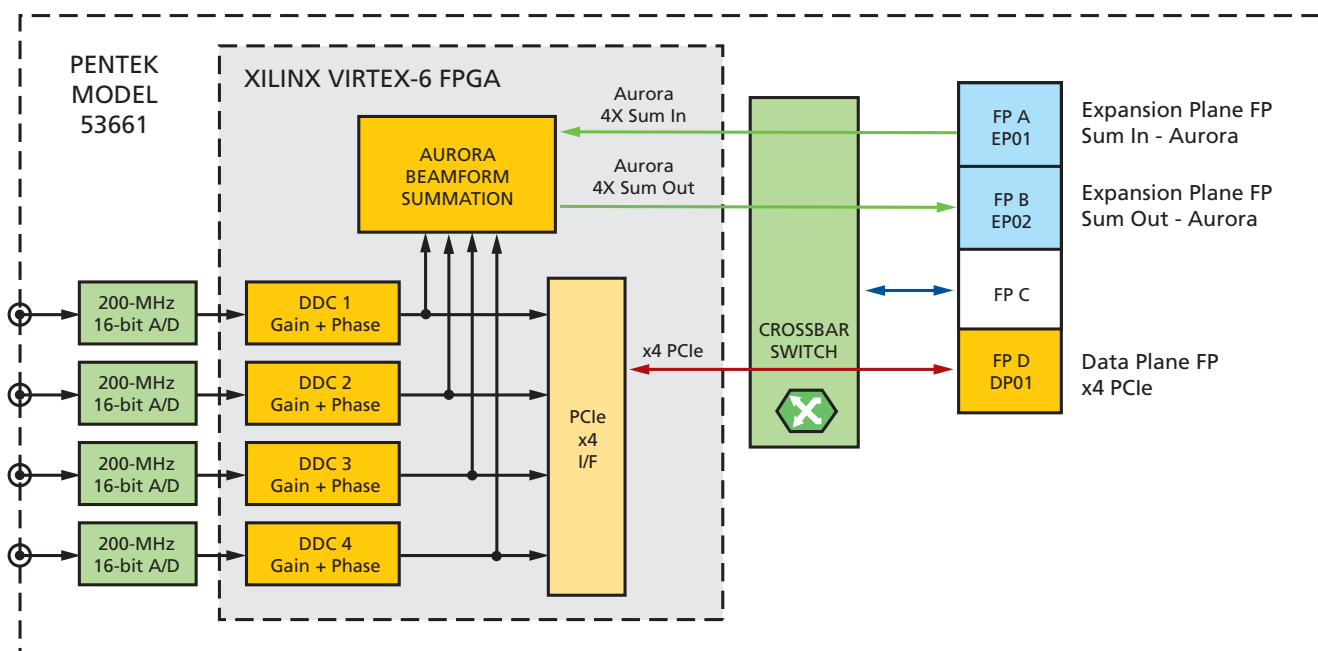 PENTEK
MODEL
53661
XILINX VIRTEX-6 FPGA
AURORA
BEAMFORM
SUMMATION
Aurora
4X Sum In
Aurora
4X Sum Out
FP A
EP01
Expansion Plane FP
Sum In - Aurora
FP B
EP02
Expansion Plane FP
Sum Out - Aurora
FP C
FP D
DP01
Data Plane FP
x4 PCIe
CROSSBAR
SWITCH
x4 PCIe
PCIe
x4
I/F
200-MHz
16-bit A/D
DDC 1
Gain + Phase
200-MHz
16-bit A/D
DDC 2
Gain + Phase
200-MHz
16-bit A/D
DDC 3
Gain + Phase
200-MHz
16-bit A/D
DDC 4
Gain + Phase